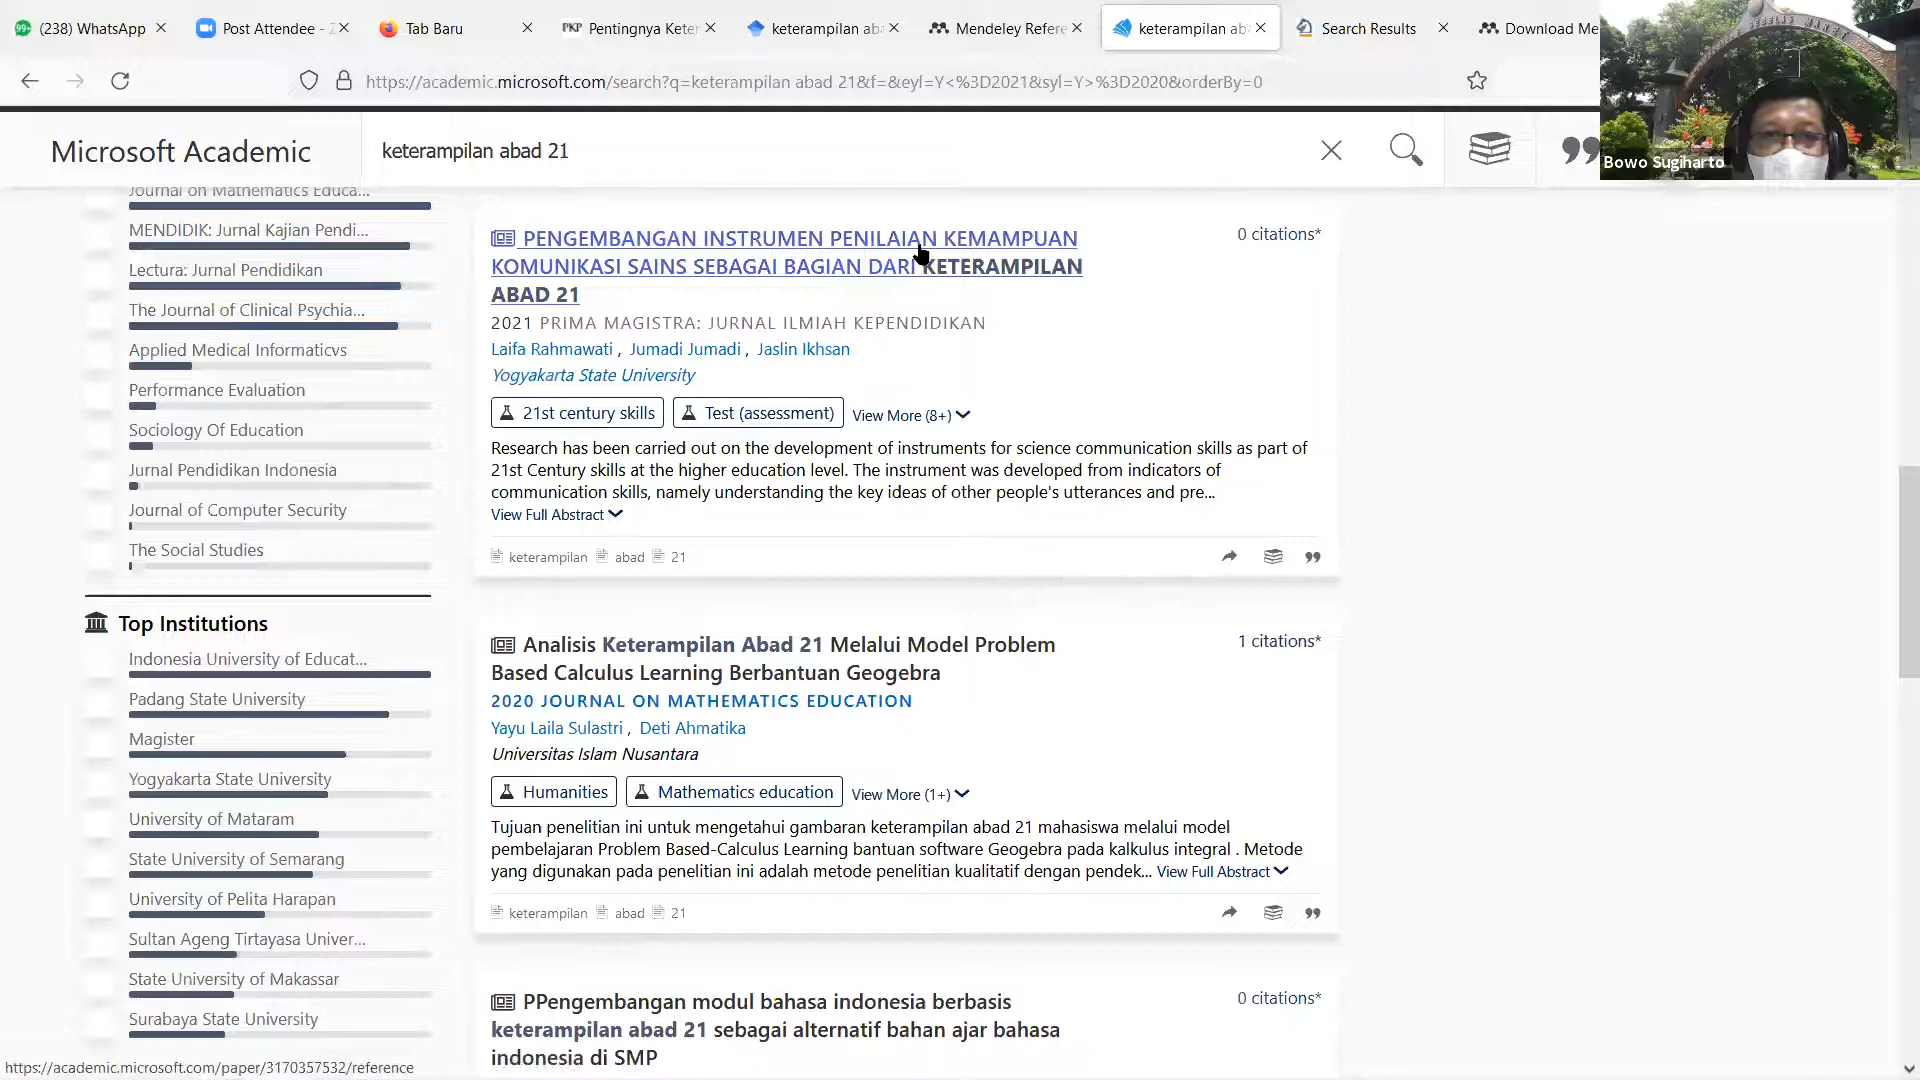 (238) WhatsApp
Post Attendee - Z
Tab Baru
PKP Pentingnya Keter
keterampilan aba
Mendeley Refere
keterampilan ab
Search Results
Download Me
https://academic.microsoft.com/search?q=keterampilan abad 21&f=&eyl=Y<%3D2021&syl=Y>%3D2020&orderBy=0
Microsoft Academic
keterampilan abad 21
Bowo Sugiharto
Journal on Mathematics Educa...
MENDIDIK: Jurnal Kajian Pendi...
Lectura: Jurnal Pendidikan
The Journal of Clinical Psychia...
Applied Medical Informaticvs
Performance Evaluation
Sociology Of Education
Jurnal Pendidikan Indonesia
Journal of Computer Security
The Social Studies
Top Institutions
Indonesia University of Educat...
Padang State University
Magister
Yogyakarta State University
University of Mataram
State University of Semarang
University of Pelita Harapan
Sultan Ageng Tirtayasa Univer...
State University of Makassar
Surabaya State University
PENGEMBANGAN INSTRUMEN PENILAIAN KEMAMPUAN
KOMUNIKASI SAINS SEBAGAI BAGIAN DARI KETERAMPILAN
ABAD 21
0 citations*
2021 PRIMA MAGISTRA: JURNAL ILMIAH KEPENDIDIKAN
Laifa Rahmawati , Jumadi Jumadi , Jaslin Ikhsan
Yogyakarta State University
21st century skills
Test (assessment)
View More (8+)
Research has been carried out on the development of instruments for science communication skills as part of
21st Century skills at the higher education level. The instrument was developed from indicators of
communication skills, namely understanding the key ideas of other people's utterances and pre...
View Full Abstract
keterampilan abad 21
Analisis Keterampilan Abad 21 Melalui Model Problem
Based Calculus Learning Berbantuan Geogebra
1 citations*
2020 JOURNAL ON MATHEMATICS EDUCATION
Yayu Laila Sulastri , Deti Ahmatika
Universitas Islam Nusantara
Humanities
Mathematics education
View More (1+)
Tujuan penelitian ini untuk mengetahui gambaran keterampilan abad 21 mahasiswa melalui model
pembelajaran Problem Based-Calculus Learning bantuan software Geogebra pada kalkulus integral . Metode
yang digunakan pada penelitian ini adalah metode penelitian kualitatif dengan pendek... View Full Abstract
keterampilan abad 21
PPengembangan modul bahasa indonesia berbasis
keterampilan abad 21 sebagai alternatif bahan ajar bahasa
indonesia di SMP
0 citations*
https://academic.microsoft.com/paper/3170357532/reference